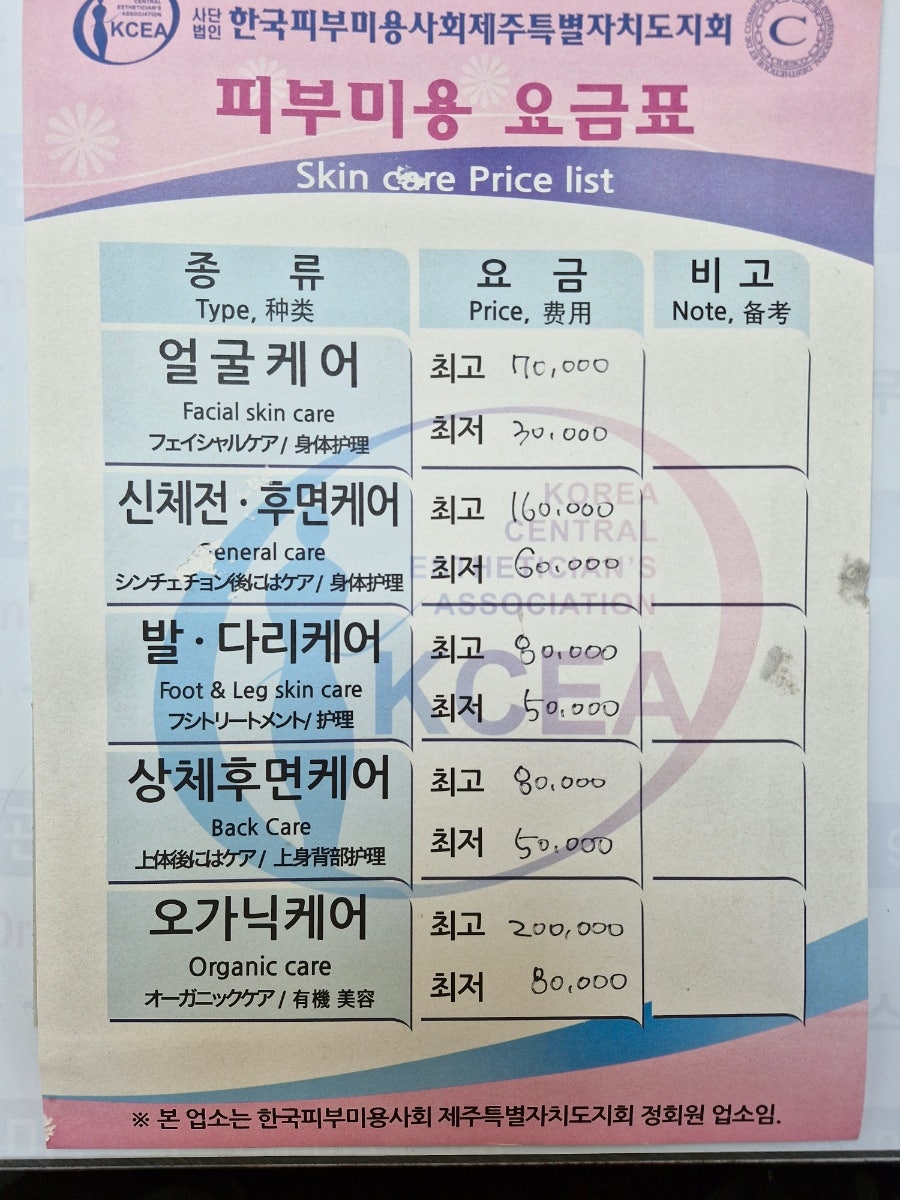 CENTRAL
ESTHETICIAN'S
ASSOCIATION
KCEA
사단법인 한국피부미용사회제주특별자치도지회
C
피부미용 요금표
Skin care Price list
종 류 요 금 비 고
Type, 种类 Price, 费用 Note, 备考
얼굴케어 최고 70,000
Facial skin care
フェイシャルケア / 身体护理 최저 30.000
신체전·후면케어 최고 160.000
General care
シンチェチョン後にはケア / 身体护理 최저 60.000
발·다리케어 최고 80.000
Foot & Leg skin care
フシトリートメント/ 护理 최저 50.000
상체후면케어 최고 80.000
Back Care
上体後にはケア / 上身背部护理 최저 50.000
오가닉케어 최고 200,000
Organic care
オーガニックケア / 有機 美容 최저 80,000
KOREA
CENTRAL
ESTHETICIAN'S
ASSOCIATION
KCEA
※ 본 업소는 한국피부미용사회 제주특별자치도지회 정회원 업소임.